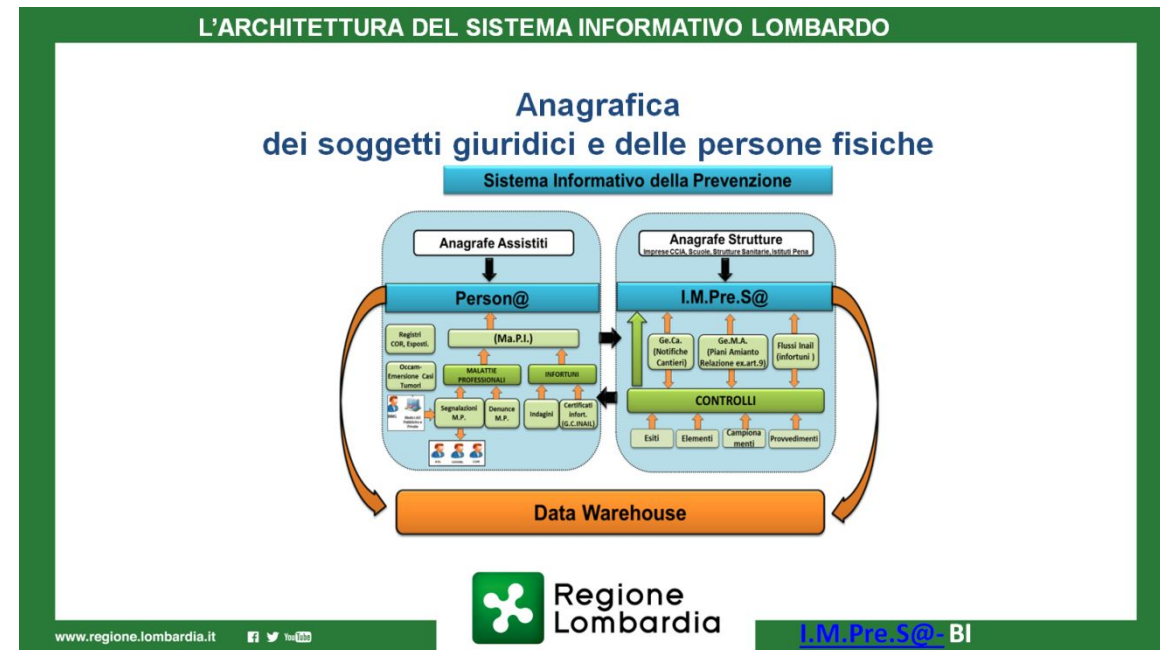 L'ARCHITETTURA DEL SISTEMA INFORMATIVO LOMBARDO
Anagrafica
dei soggetti giuridici e delle persone fisiche
Sistema Informativo della Prevenzione
Anagrafe Assistiti
Person@
(Ma.P.I.)
Registri
COR, Esposti.
Occam-
Emersione Casi
Tumori
MALATTIE
PROFESSIONALI
INFORTUNI
Segnalazioni
M.P.
Denunce
M.P.
Indagini
Certificati
infort.
(G.C.INAIL)
Anagrafe Strutture
Imprese CCIA, Scuole, Strutture Sanitarie, Istituti Pena
I.M.Pre.S@
Ge.Ca.
(Notifiche
Cantieri)
Ge.M.A.
(Piani Amianto
Relazione ex.art.9)
Flussi Inail
(infortuni )
CONTROLLI
Esiti
Elementi
Campiona
menti
Provvedimenti
Data Warehouse
Regione
Lombardia
www.regione.lombardia.it
YouTube
I.M.Pre.S@- BI